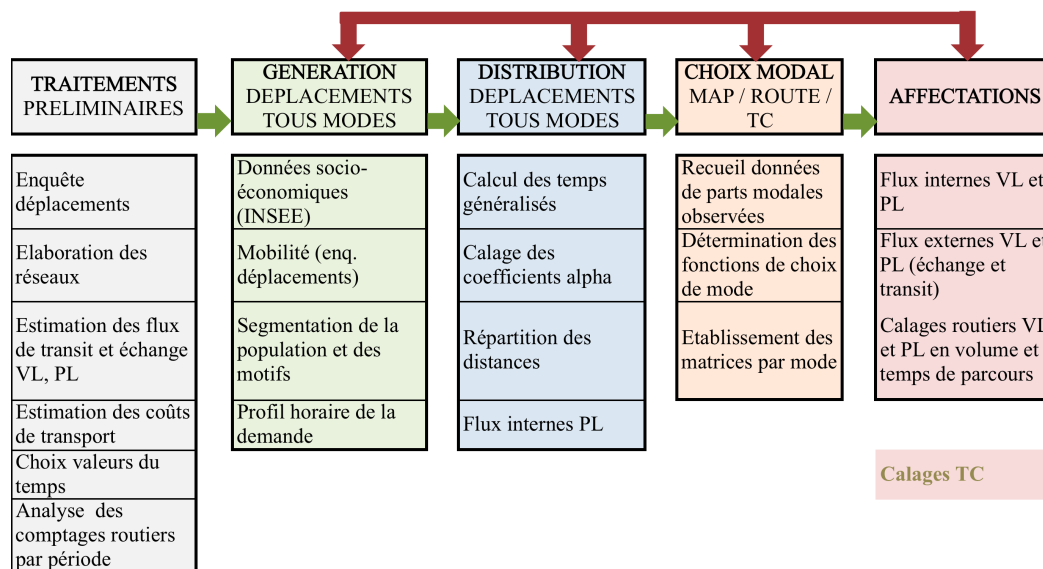 TRAITEMENTS
PRELIMINAIRES
GENERATION
DEPLACEMENTS
TOUS MODES
DISTRIBUTION
DEPLACEMENTS
TOUS MODES
CHOIX MODAL
MAP / ROUTE /
TC
AFFECTATIONS
Enquête
déplacements
Elaboration des
réseaux
Estimation des flux
de transit et échange
VL, PL
Estimation des coûts
de transport
Choix valeurs du
temps
Analyse des
comptages routiers
par période
Données socio-
économiques
(INSEE)
Mobilité (enq.
déplacements)
Segmentation de la
population et des
motifs
Profil horaire de la
demande
Calcul des temps
généralisés
Calage des
coefficients alpha
Répartition des
distances
Flux internes PL
Recueil données
de parts modales
observées
Détermination des
fonctions de choix
de mode
Etablissement des
matrices par mode
Flux internes VL et
PL
Flux externes VL et
PL (échange et
transit)
Calages routiers VL
et PL en volume et
temps de parcours
Calages TC